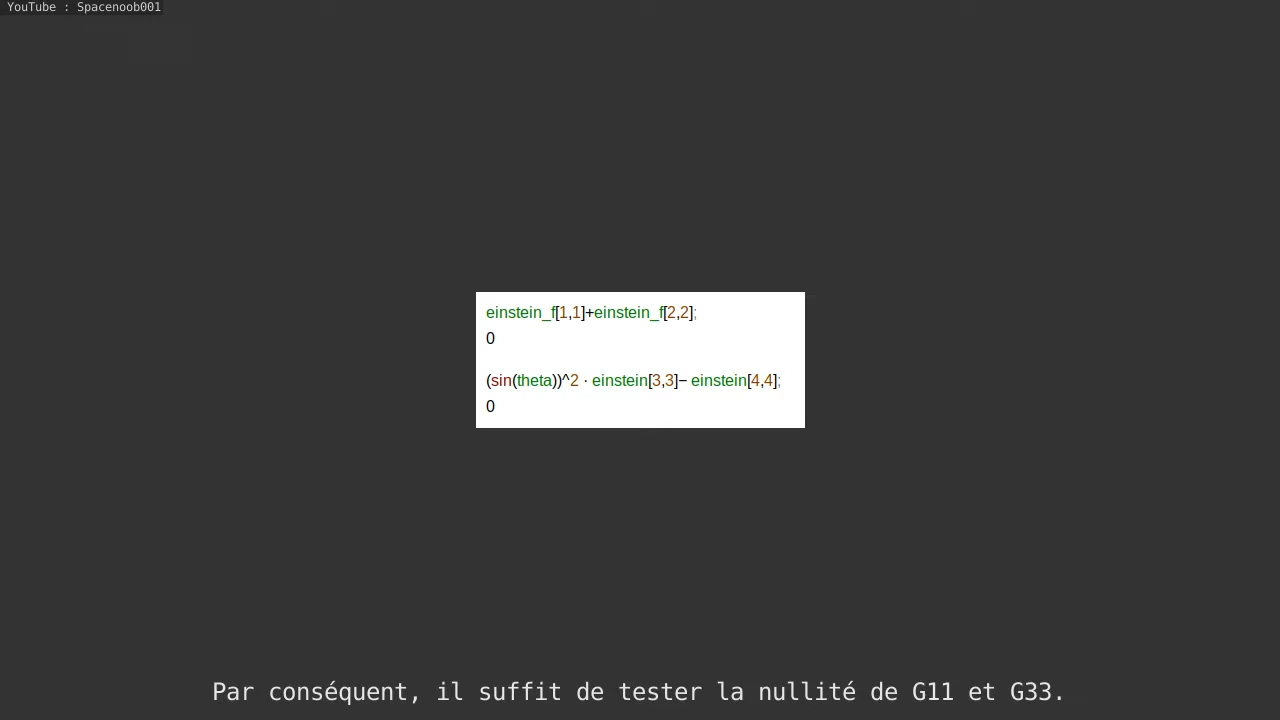 YouTube : Spacenoob001
einstein_f[1,1]+einstein_f[2,2];
0
(sin(theta))^2 · einstein[3,3]− einstein[4,4];
0
Par conséquent, il suffit de tester la nullité de G11 et G33.